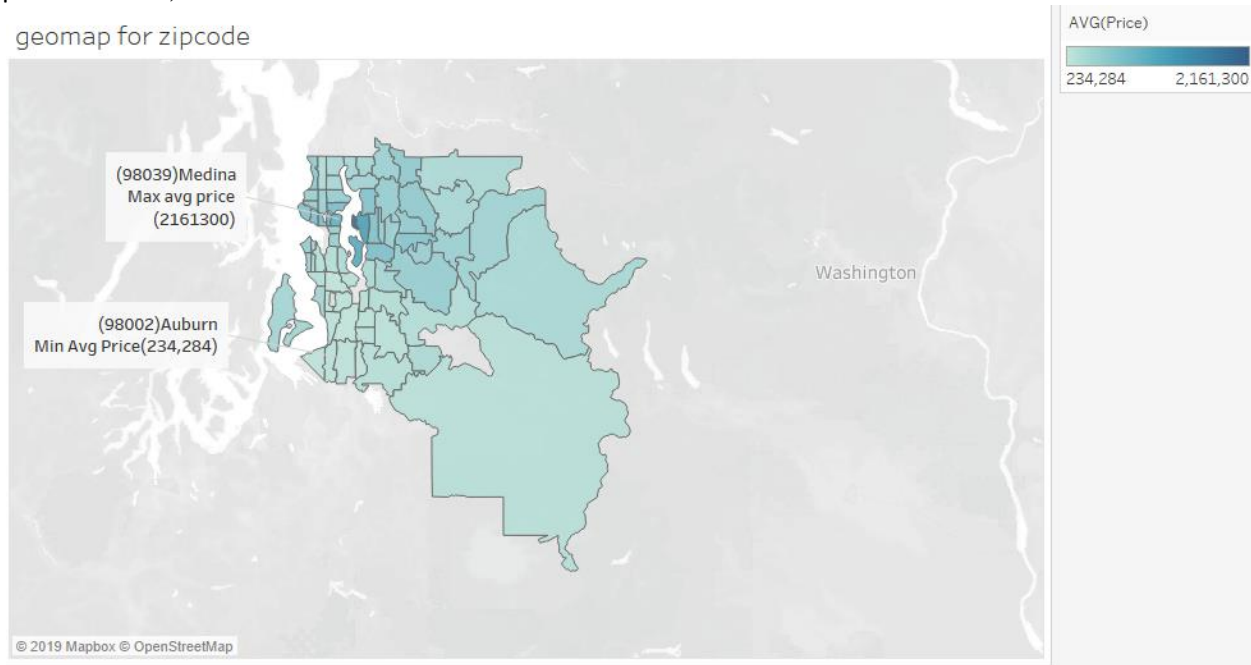 geomap for zipcode
(98039)Medina
Max avg price
(2161300)
(98002)Auburn
Min Avg Price(234,284)
Washington
© 2019 Mapbox © OpenStreetMap
AVG(Price)
234,284 2,161,300